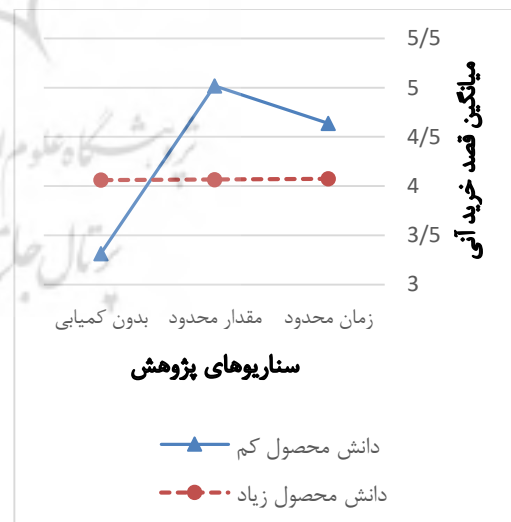 5/5
5
4/5
4
3/5
3
میانگین قصد خرید آنی
بدون کمیابی
مقدار محدود
زمان محدود
سناریوهای پژوهش
دانش محصول کم
دانش محصول زیاد